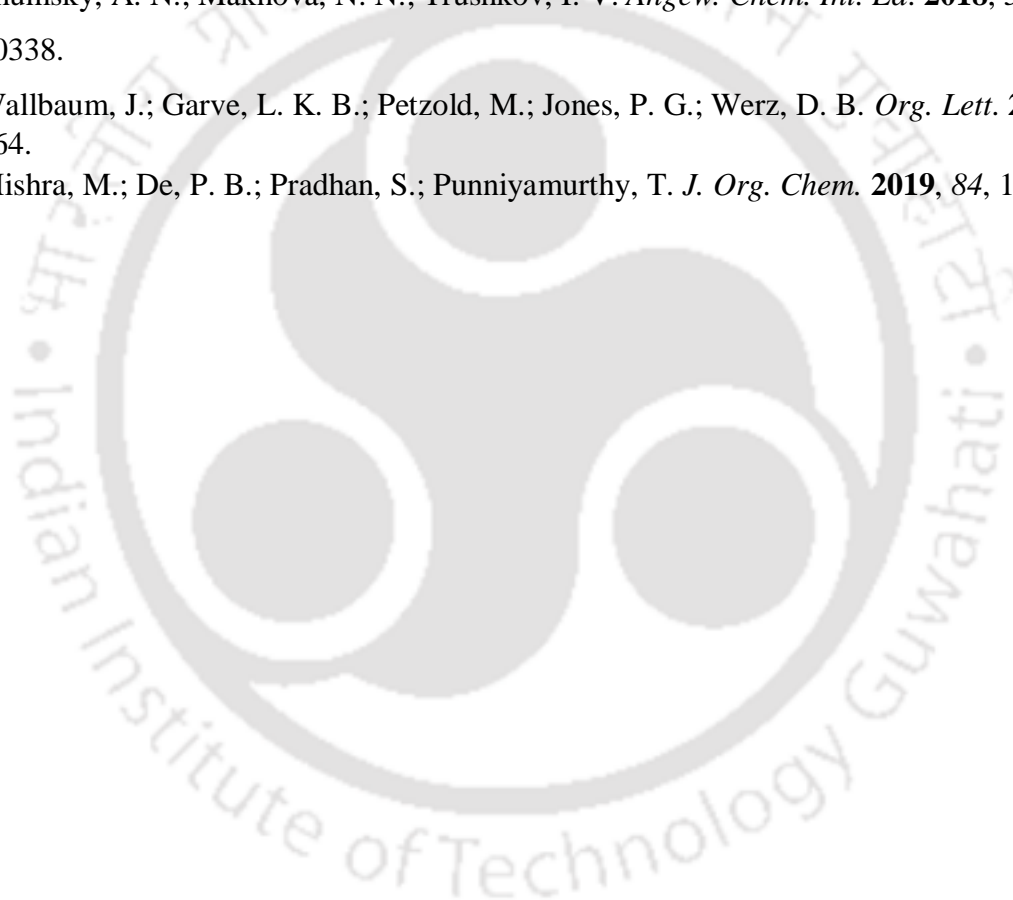 A. N.; Makhova, N. N.; Trushkov, I. V. Angew. Chem. Int. Ed. 2018,
0338.
Wallbaum, J.; Garve, L. K. B.; Petzold, M.; Jones, P. G.; Werz, D. B. Org. Lett.
64.
Mishra, M.; De, P. B.; Pradhan, S.; Punniyamurthy, T. J. Org. Chem. 2019, 84, 1
गुवाहाटी
• Indian Institute of Technology Guwahati •